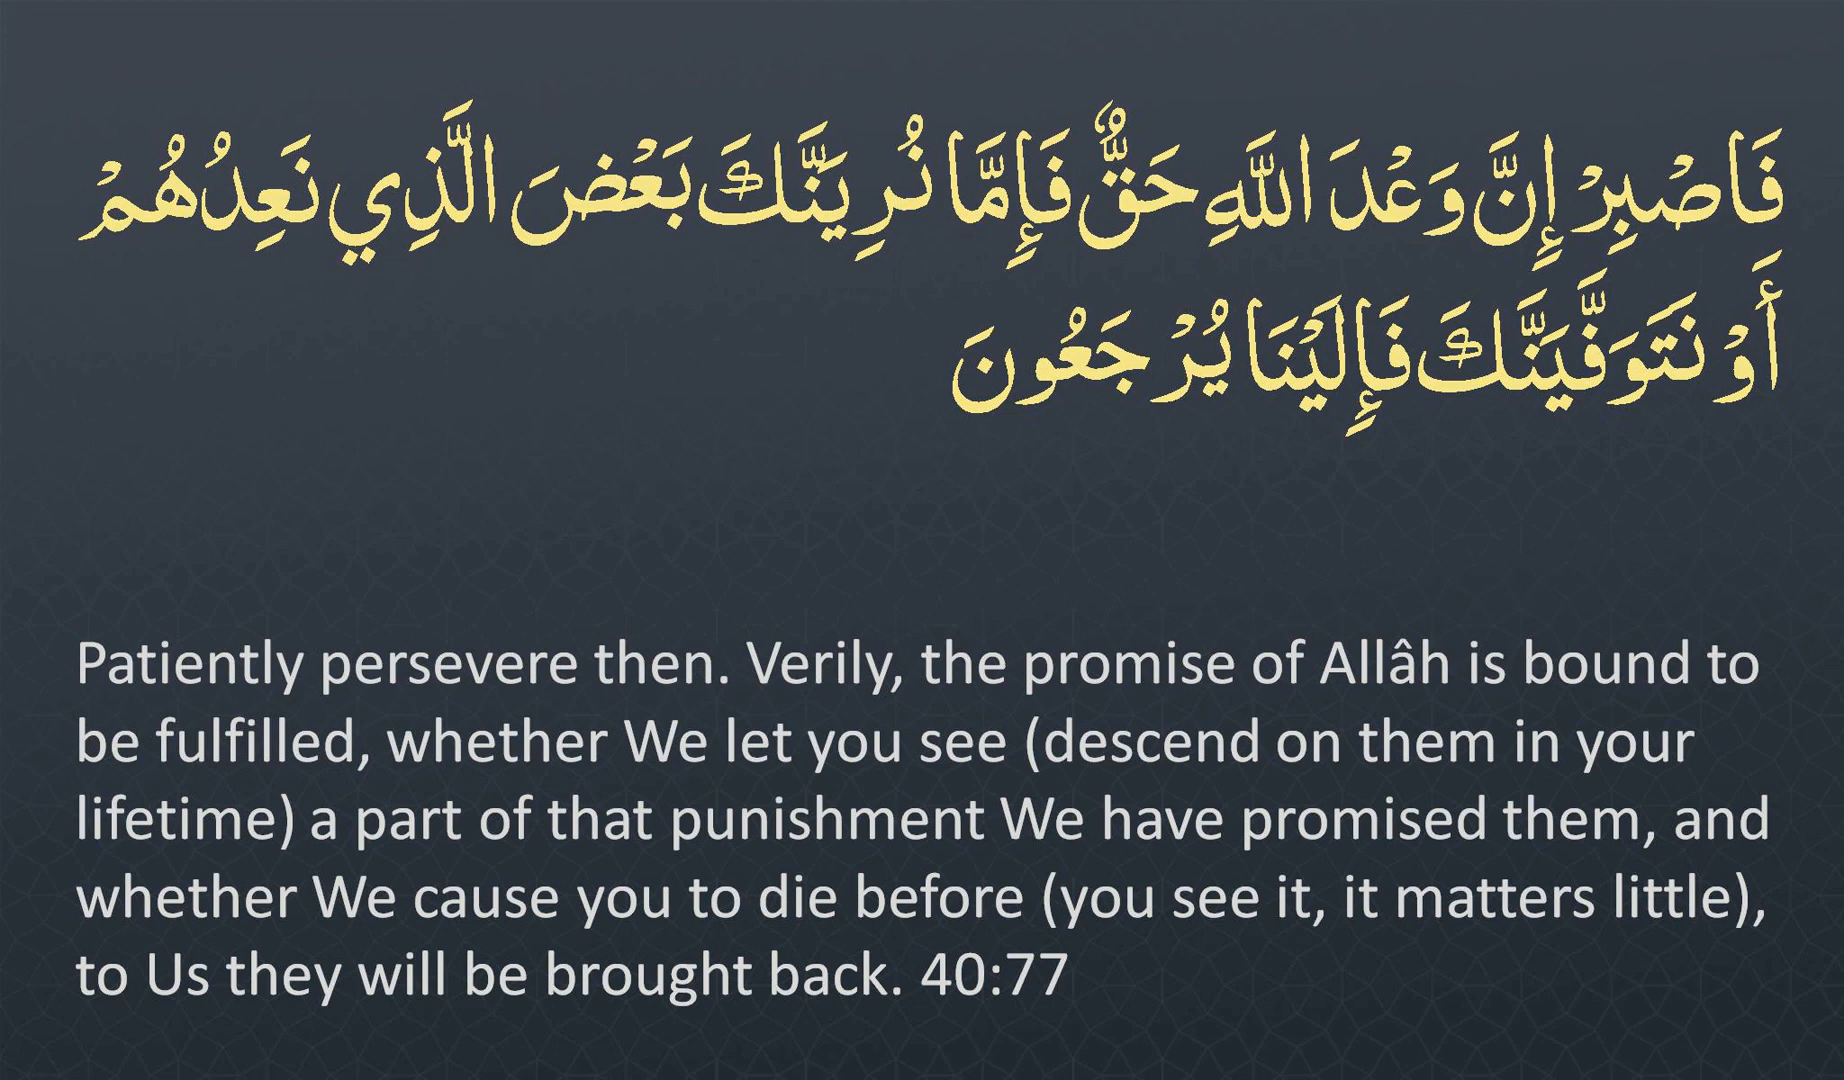 فَاصْبِرْ إِنَّ وَعْدَ اللَّهِ حَقٌّ فَإِمَّا نُرِيَنَّكَ بَعْضَ الَّذِي نَعِدُهُمْ
أَوْ نَتَوَفَّيَنَّكَ فَإِلَيْنَا يُرْجَعُونَ
Patiently persevere then. Verily, the promise of Allâh is bound to
be fulfilled, whether We let you see (descend on them in your
lifetime) a part of that punishment We have promised them, and
whether We cause you to die before (you see it, it matters little),
to Us they will be brought back. 40:77